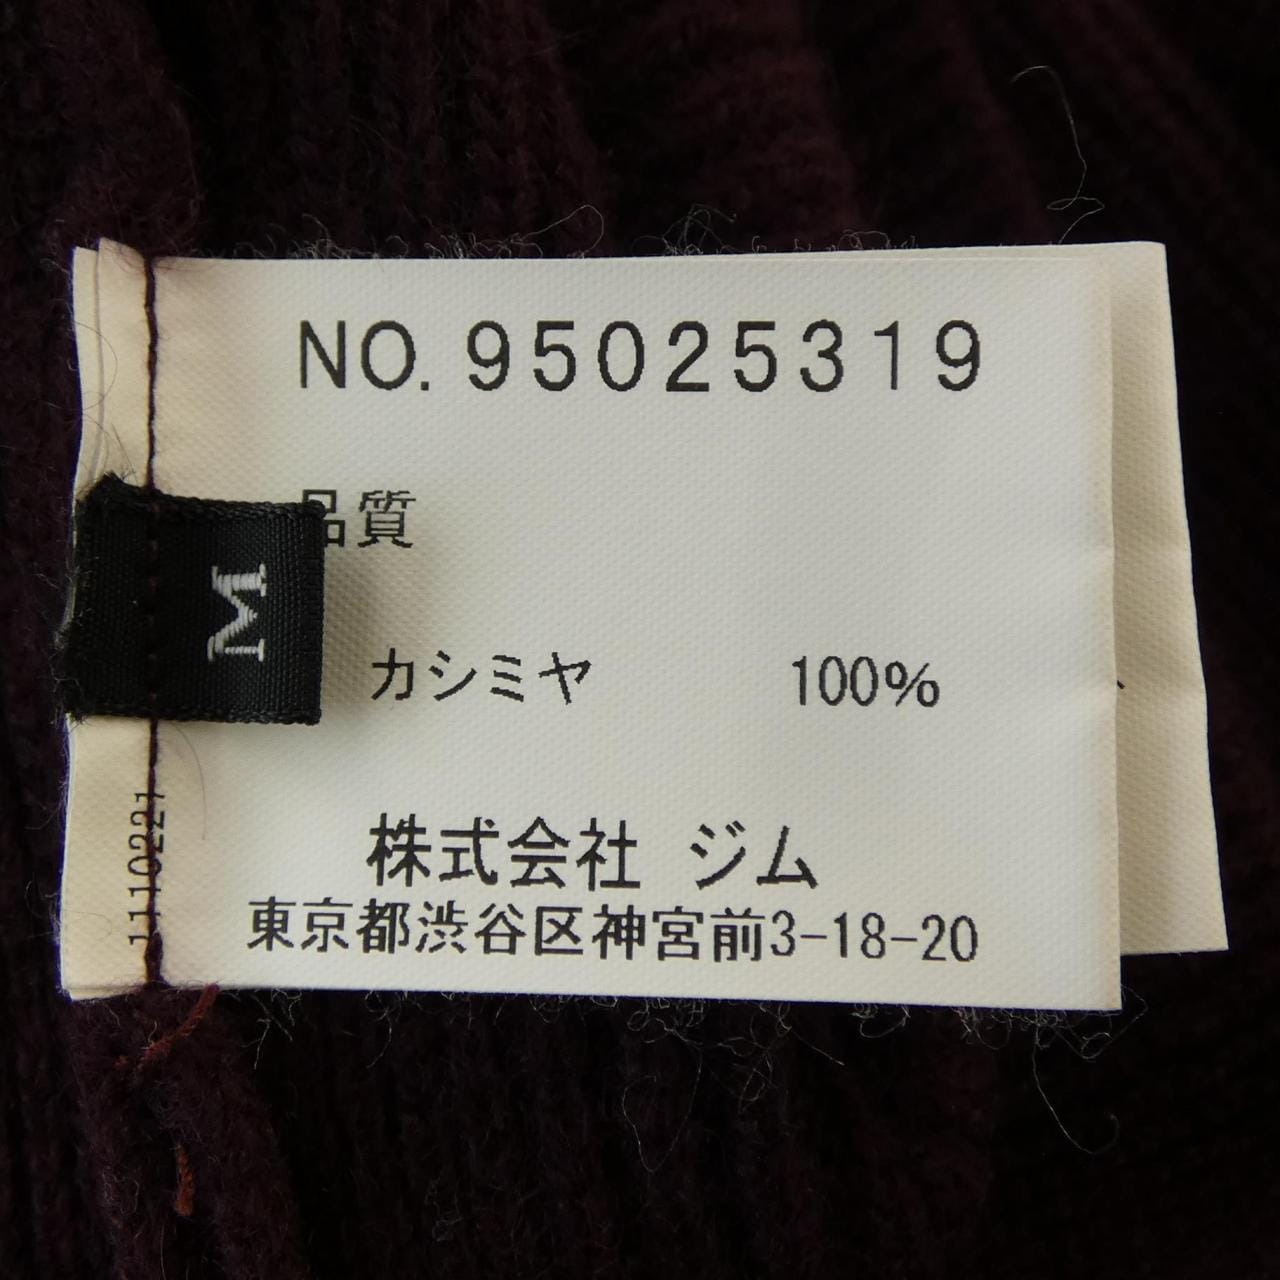 NO. 95025319
品質
M
カシミヤ 100%
株式会社 ジム
東京都渋谷区神宮前3-18-20
1110221